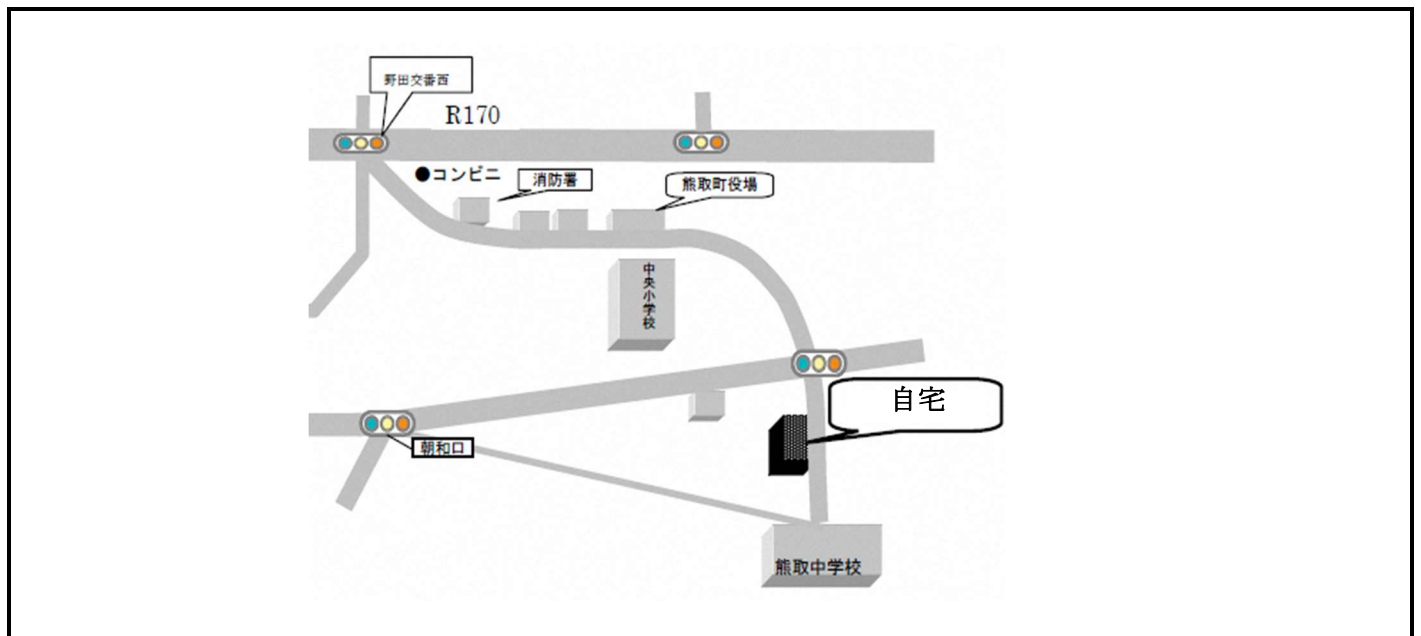 野田交番西
R170
●コンビニ
消防署
熊取町役場
中央小学校
自宅
朝和口
熊取中学校